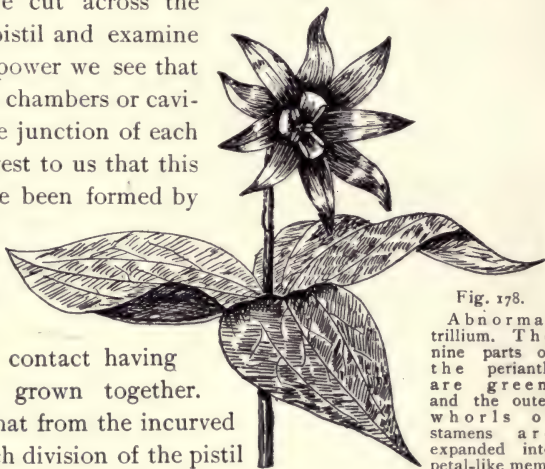 e cut across the
pistil and examine
power we see that
chambers or cavi-
e junction of each
rest to us that this
e been formed by
contact having
grown together.
hat from the incurved
ch division of the pistil
Fig. 178.
Abnorma
trillium. Th
nine parts o
the perianth
are green
and the oute
whorls o
stamens ar
expanded int
petal-like mem